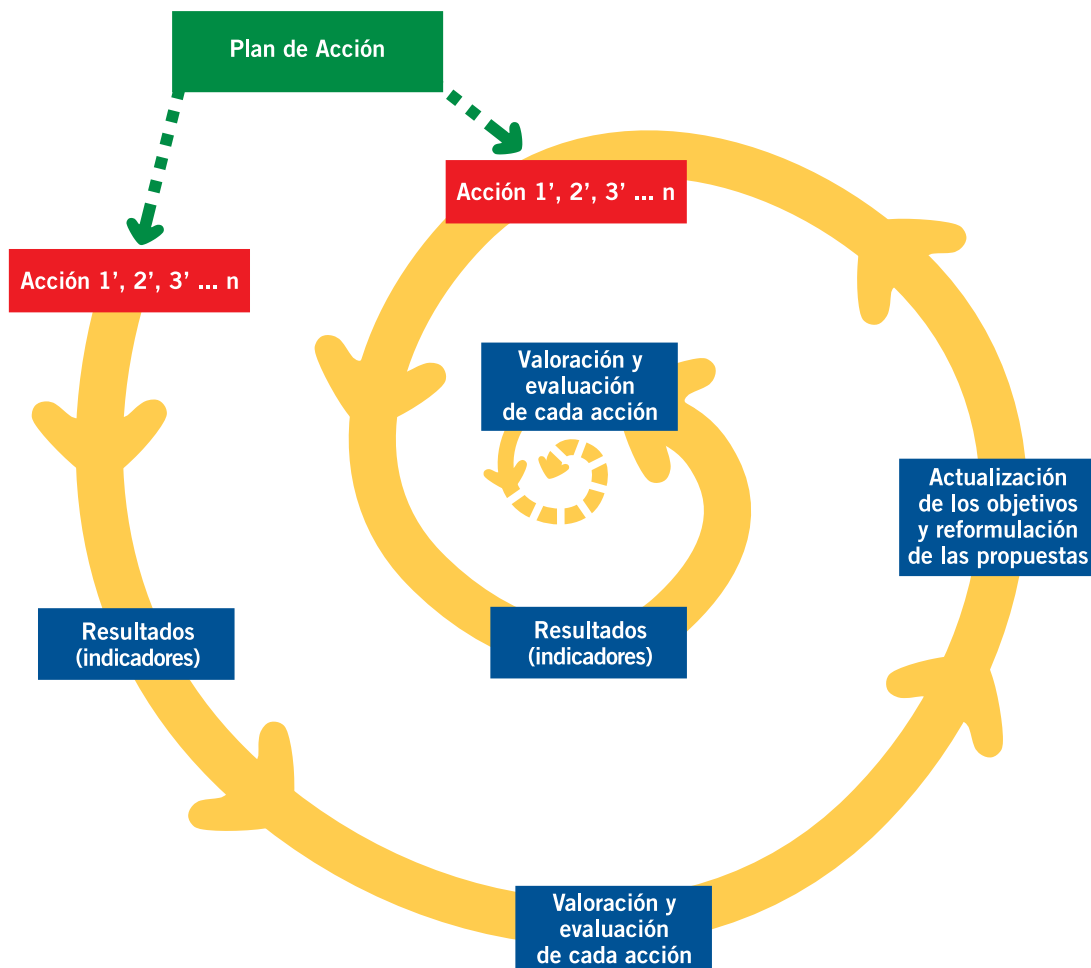 Plan de Acción
Acción 1’, 2’, 3’ ... n
Acción 1’, 2’, 3’ ... n
Valoración y
evaluación
de cada acción
Actualización
de los objetivos
y reformulación
de las propuestas
Resultados
(indicadores)
Resultados
(indicadores)
Valoración y
evaluación
de cada acción